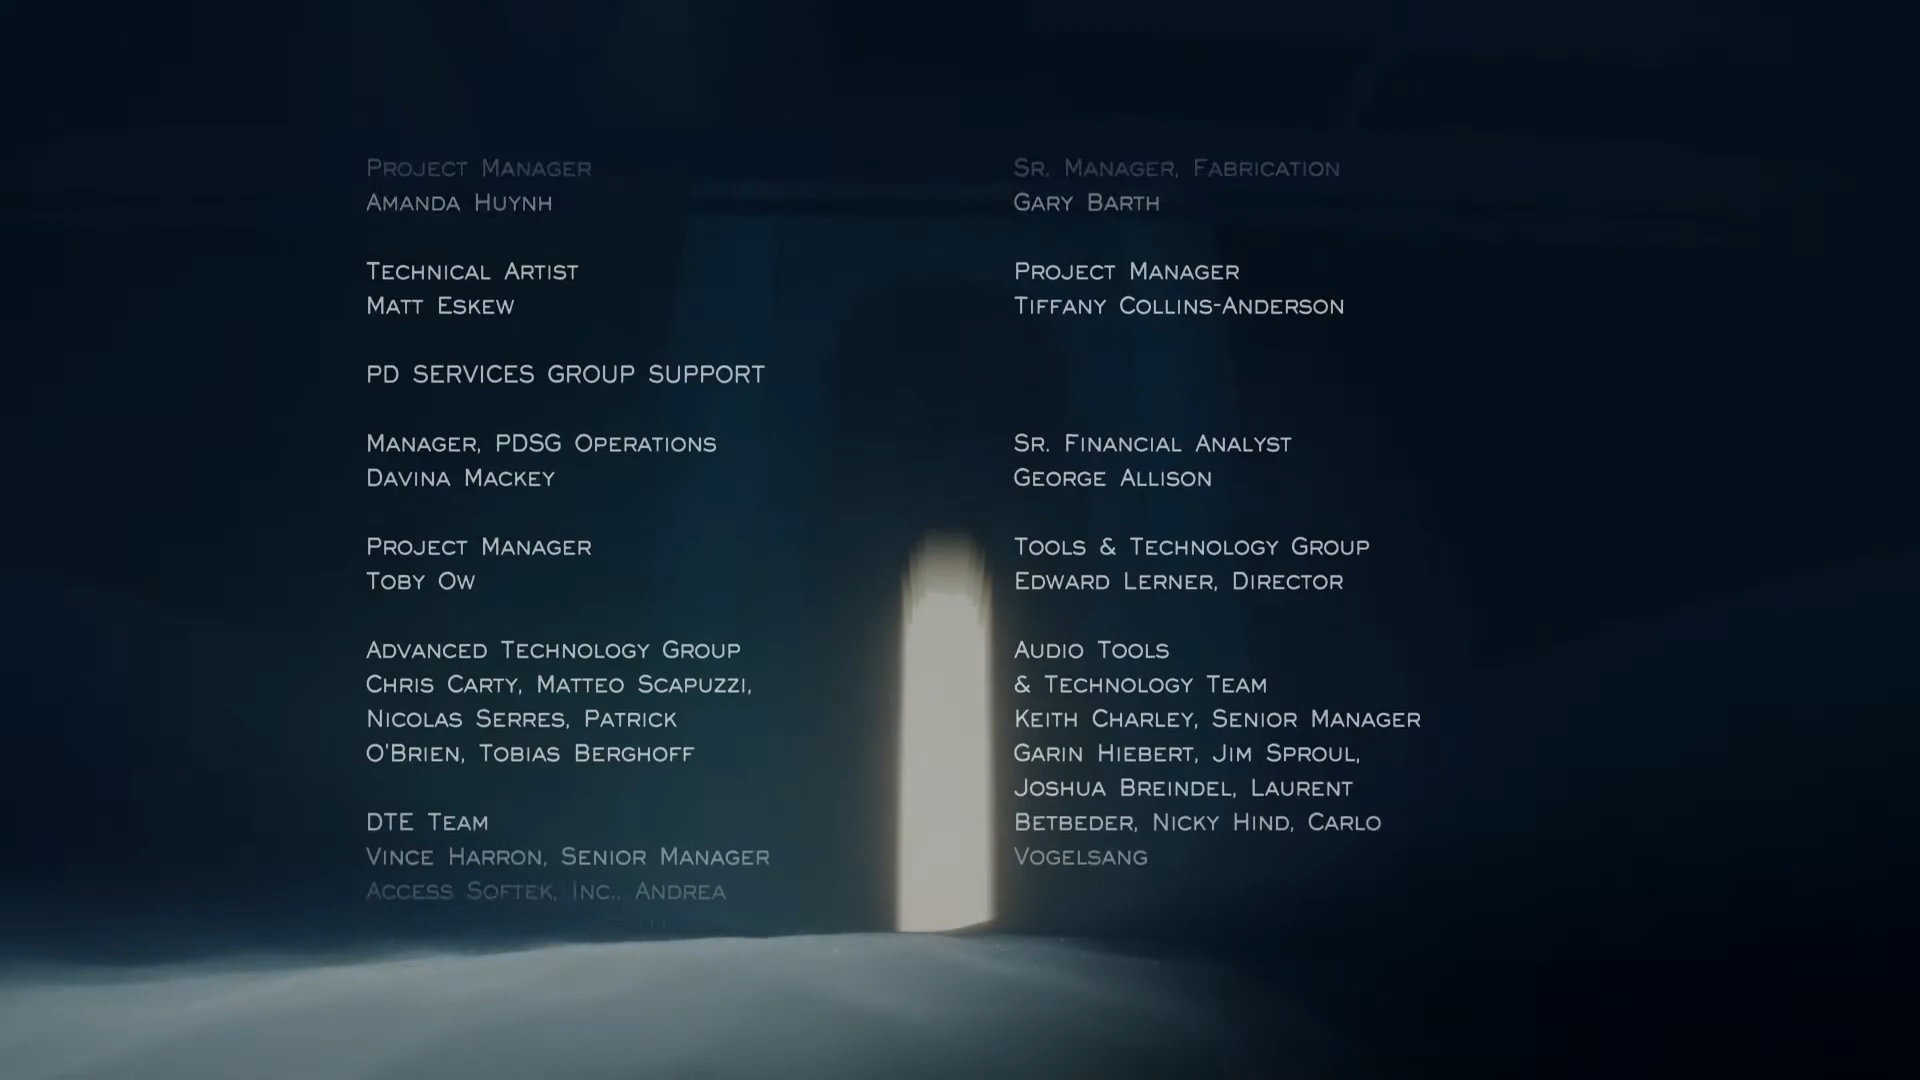 Project Manager
Amanda Huynh
Technical Artist
Matt Eskew
PD SERVICES GROUP SUPPORT
Manager, PDSG Operations
Davina Mackey
Project Manager
Toby Ow
Advanced Technology Group
Chris Carty, Matteo Scapuzzi,
Nicolas Serres, Patrick
O'Brien, Tobias Berghoff
DTE Team
Vince Harron, Senior Manager
Access Softek, Inc., Andrea
Sr. Manager, Fabrication
Gary Barth
Project Manager
Tiffany Collins-Anderson
Sr. Financial Analyst
George Allison
Tools & Technology Group
Edward Lerner, Director
Audio Tools
& Technology Team
Keith Charley, Senior Manager
Garin Hiebert, Jim Sproul,
Joshua Breindel, Laurent
Betbeder, Nicky Hind, Carlo
Vogelsang